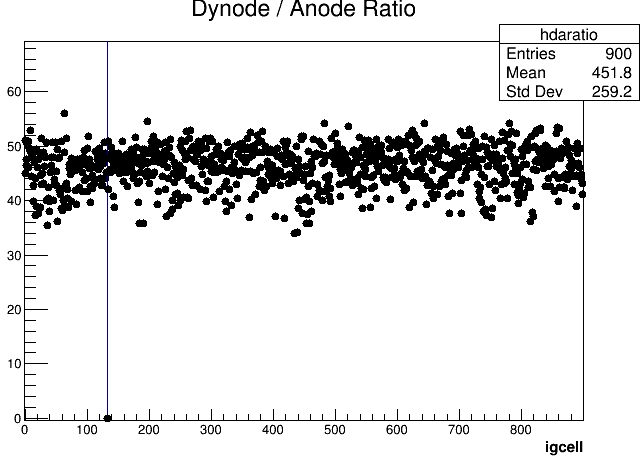 Dynode / Anode Ratio
hdaratio
Entries 900
Mean 451.8
Std Dev 259.2
60
50
40
30
20
10
0
0 100 200 300 400 500 600 700 800
igcell